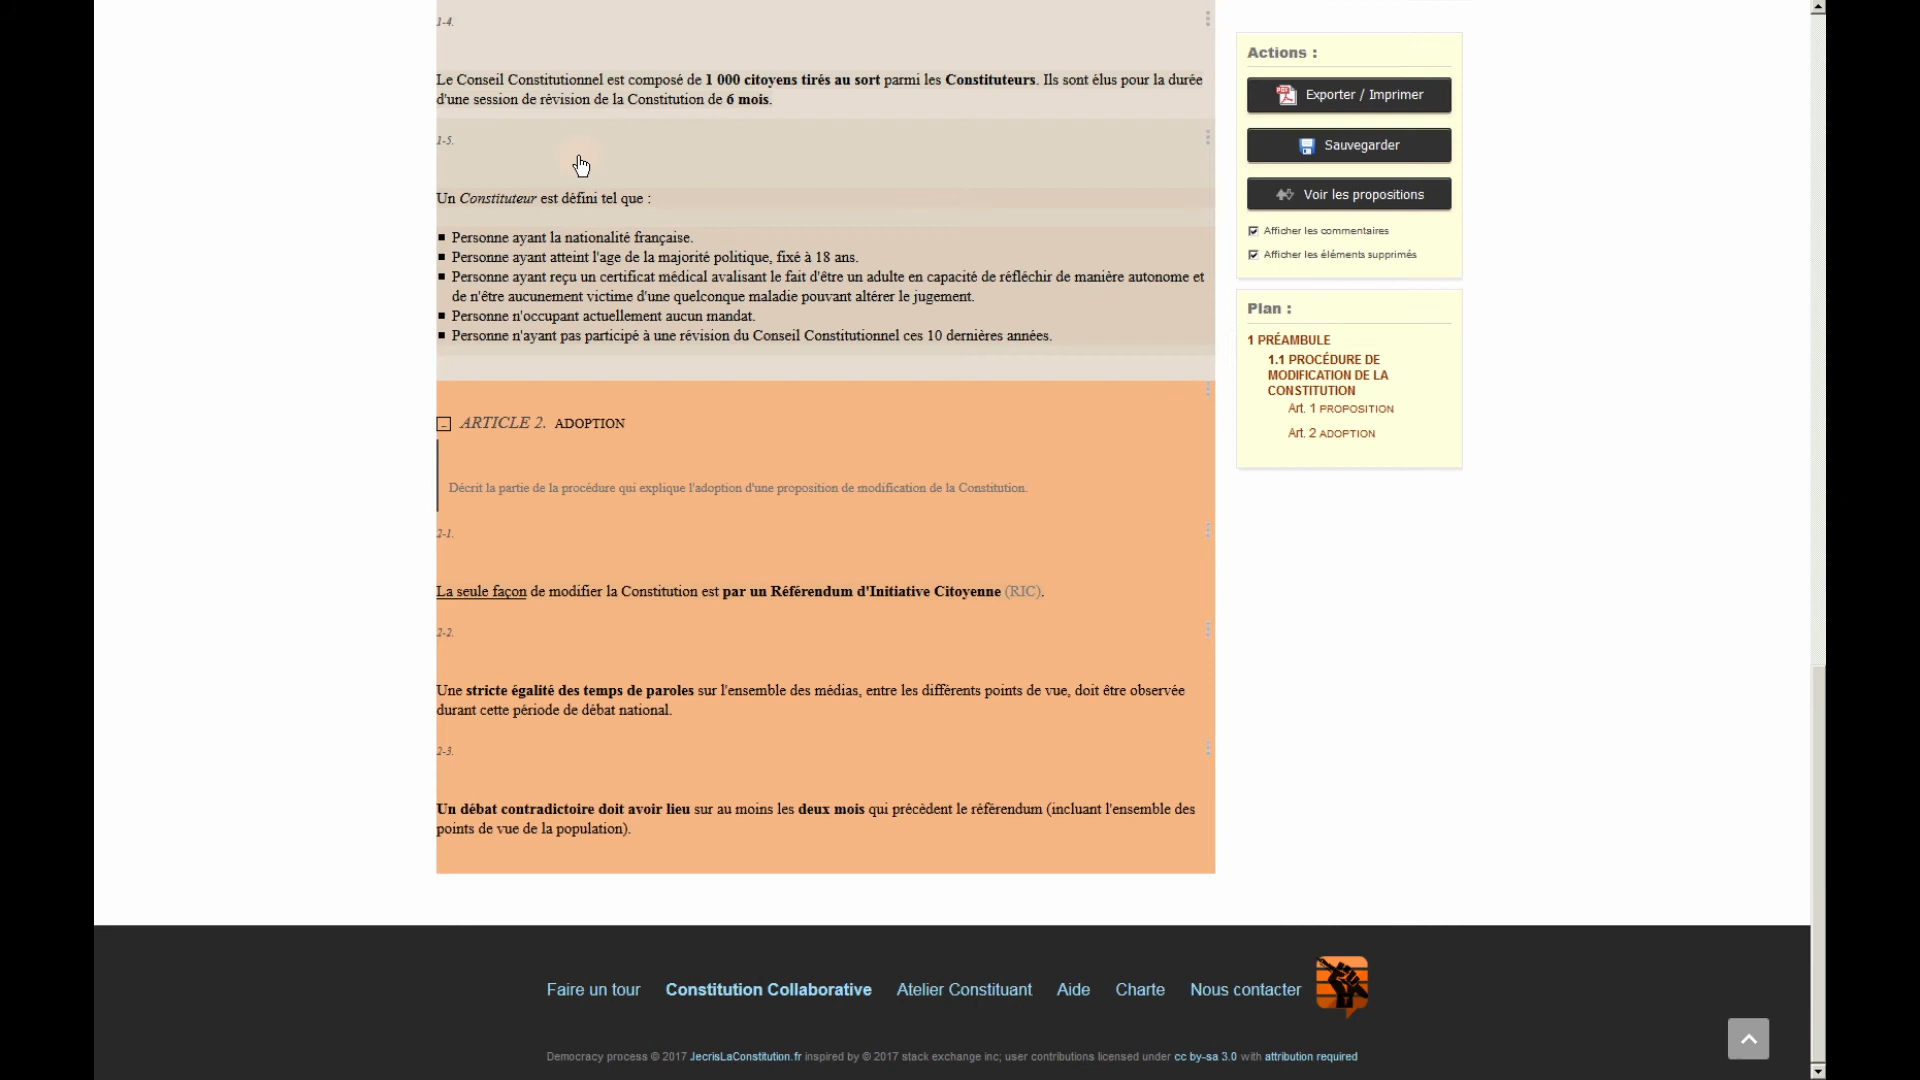 1-4.
Le Conseil Constitutionnel est composé de 1 000 citoyens tirés au sort parmi les Constituteurs. Ils sont élus pour la durée
d'une session de révision de la Constitution de 6 mois.
1-5.
Un Constituteur est défini tel que :
Personne ayant la nationalité française.
Personne ayant atteint l'age de la majorité politique, fixé à 18 ans.
Personne ayant reçu un certificat médical avalisant le fait d'être un adulte en capacité de réfléchir de manière autonome et
de n'être aucunement victime d'une quelconque maladie pouvant altérer le jugement.
Personne n'occupant actuellement aucun mandat.
Personne n'ayant pas participé à une révision du Conseil Constitutionnel ces 10 dernières années.
ARTICLE 2. ADOPTION
Décrit la partie de la procédure qui explique l'adoption d'une proposition de modification de la Constitution.
2-1.
La seule façon de modifier la Constitution est par un Référendum d'Initiative Citoyenne (RIC).
2-2.
Une stricte égalité des temps de paroles sur l'ensemble des médias, entre les différents points de vue, doit être observée
durant cette période de débat national.
2-3.
Un débat contradictoire doit avoir lieu sur au moins les deux mois qui précèdent le référendum (incluant l'ensemble des
points de vue de la population).
Actions :
Exporter / Imprimer
Sauvegarder
Voir les propositions
Afficher les commentaires
Afficher les éléments supprimés
Plan :
1 PRÉAMBULE
1.1 PROCÉDURE DE
MODIFICATION DE LA
CONSTITUTION
Art. 1 PROPOSITION
Art. 2 ADOPTION
Faire un tour Constitution Collaborative Atelier Constituant Aide Charte Nous contacter
Democracy process © 2017 JecrisLaConstitution.fr inspired by © 2017 stack exchange inc; user contributions licensed under cc by-sa 3.0 with attribution required